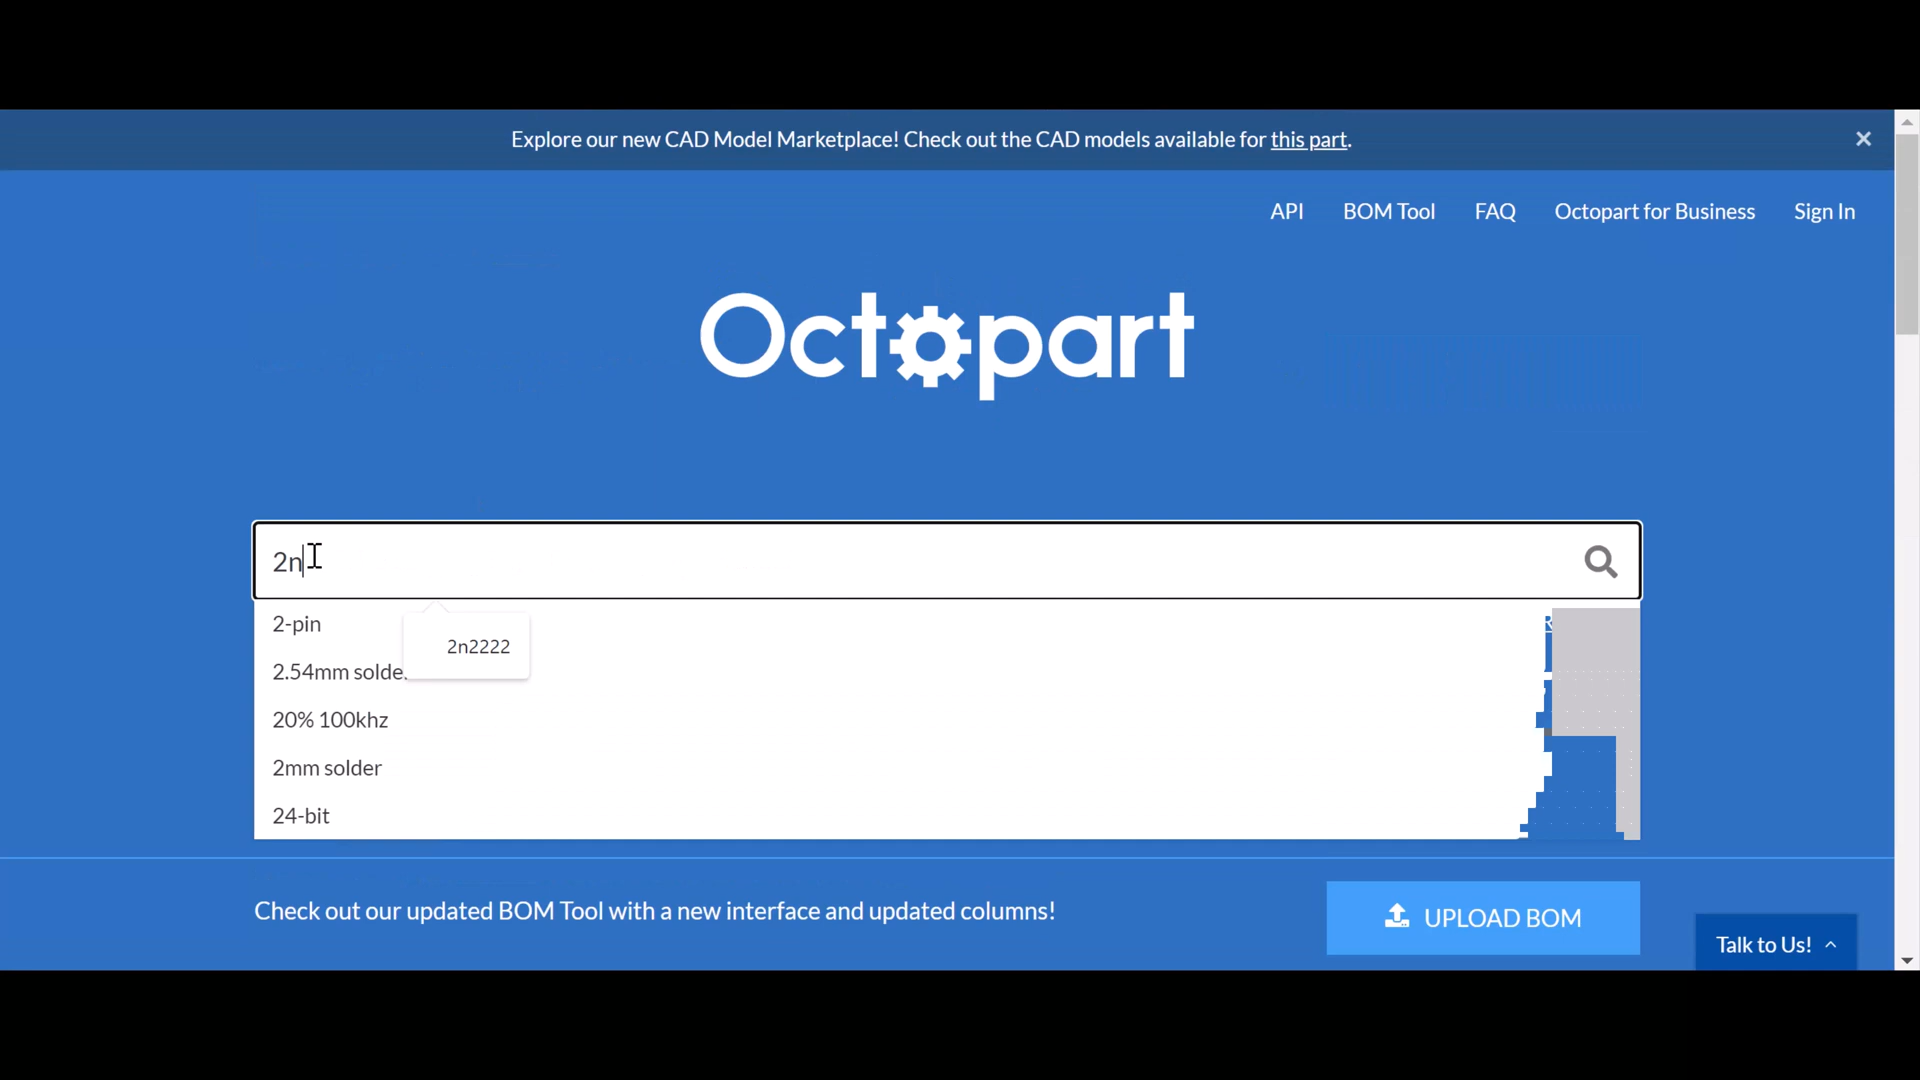 Explore our new CAD Model Marketplace! Check out the CAD models available for this part.
API BOM Tool FAQ Octopart for Business Sign In
Octopart
2n
2-pin
2n2222
2.54mm solde
20% 100khz
2mm solder
24-bit
Check out our updated BOM Tool with a new interface and updated columns!
UPLOAD BOM
Talk to Us!